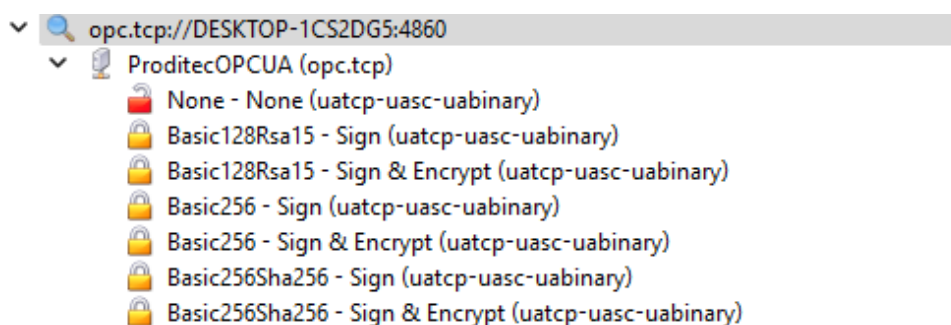 opc.tcp://DESKTOP-1CS2DG5:4860
ProditecOPCUA (opc.tcp)
None - None (uatcp-uasc-uabinary)
Basic128Rsa15 - Sign (uatcp-uasc-uabinary)
Basic128Rsa15 - Sign & Encrypt (uatcp-uasc-uabinary)
Basic256 - Sign (uatcp-uasc-uabinary)
Basic256 - Sign & Encrypt (uatcp-uasc-uabinary)
Basic256Sha256 - Sign (uatcp-uasc-uabinary)
Basic256Sha256 - Sign & Encrypt (uatcp-uasc-uabinary)